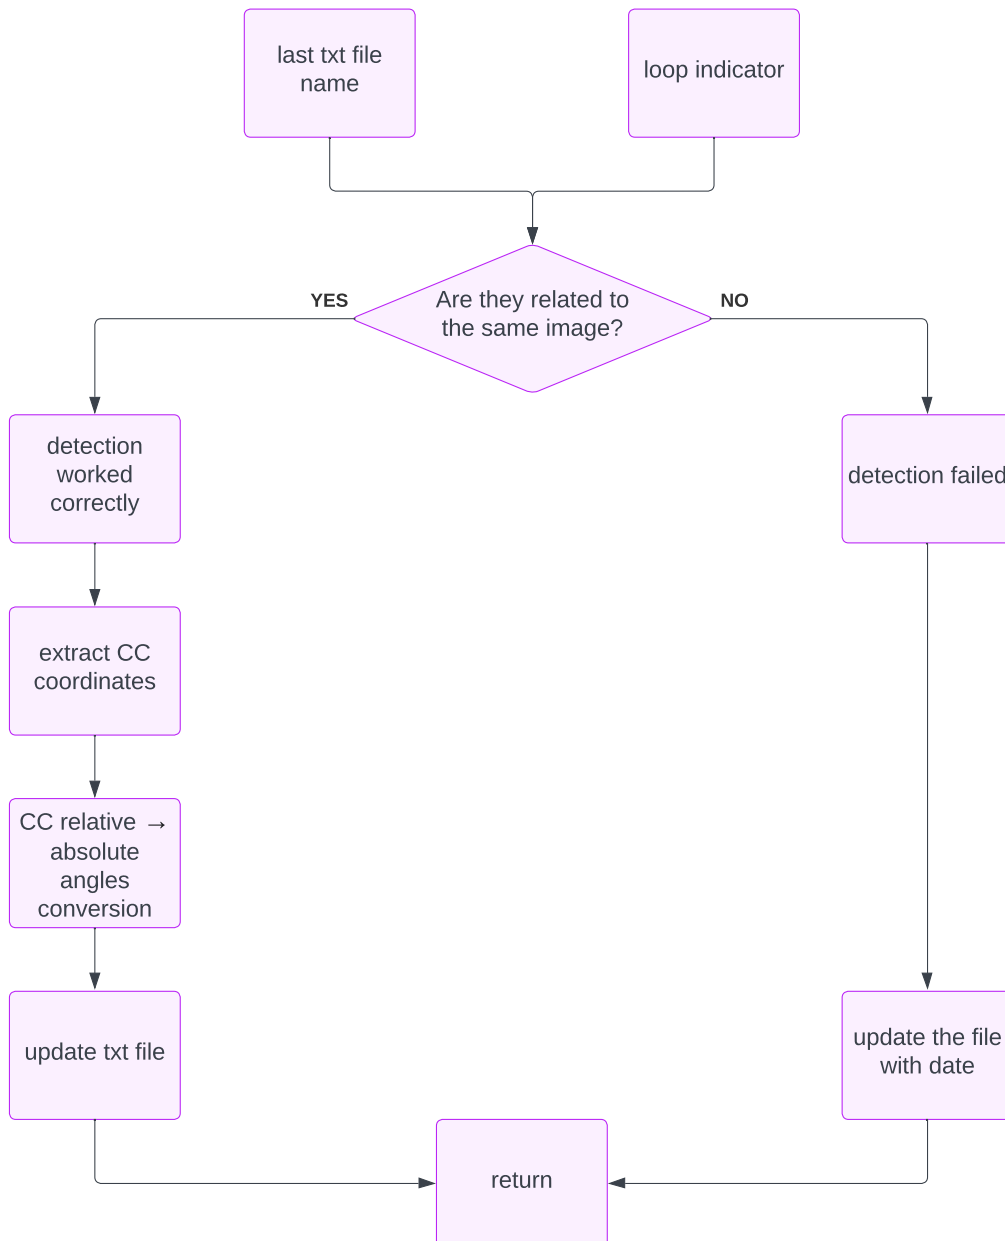 last txt file
name
loop indicator
Are they related to
the same image?
YES
NO
detection
worked
correctly
detection failed
extract CC
coordinates
CC relative →
absolute
angles
conversion
update txt file
update the file
with date
return